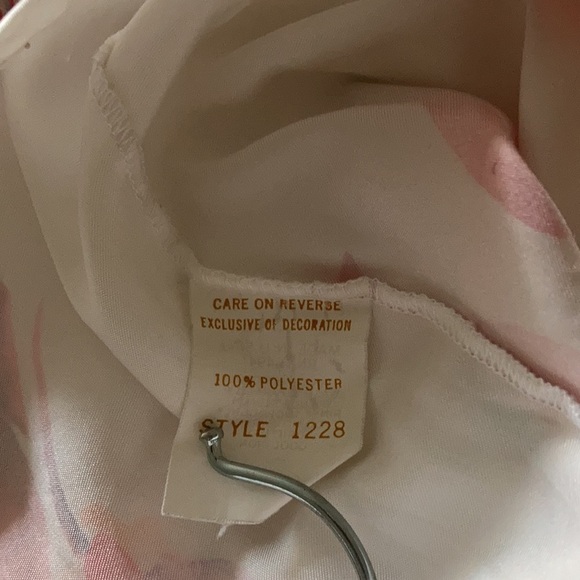 CARE ON REVERSE
EXCLUSIVE OF DECORATION
100% POLYESTER
STYLE 1228